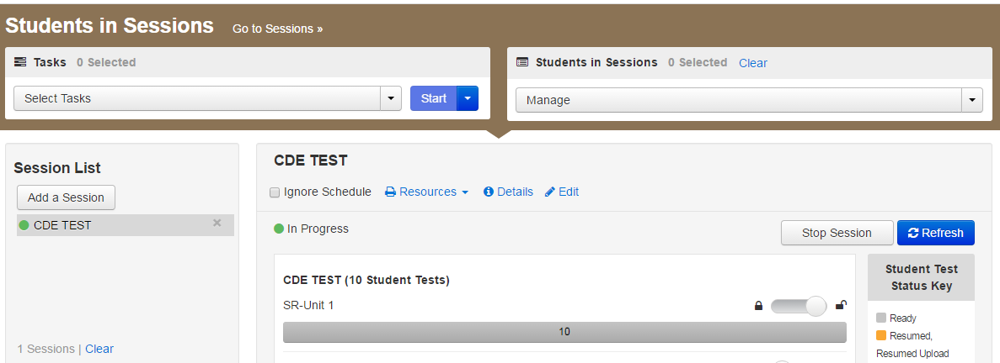 Students in Sessions Go to Sessions »
Tasks 0 Selected
Select Tasks
Start
Students in Sessions 0 Selected Clear
Manage
Session List
Add a Session
CDE TEST
1 Sessions | Clear
CDE TEST
Ignore Schedule Resources Details Edit
In Progress
Stop Session Refresh
CDE TEST (10 Student Tests)
SR-Unit 1
10
Student Test
Status Key
Ready
Resumed,
Resumed Upload